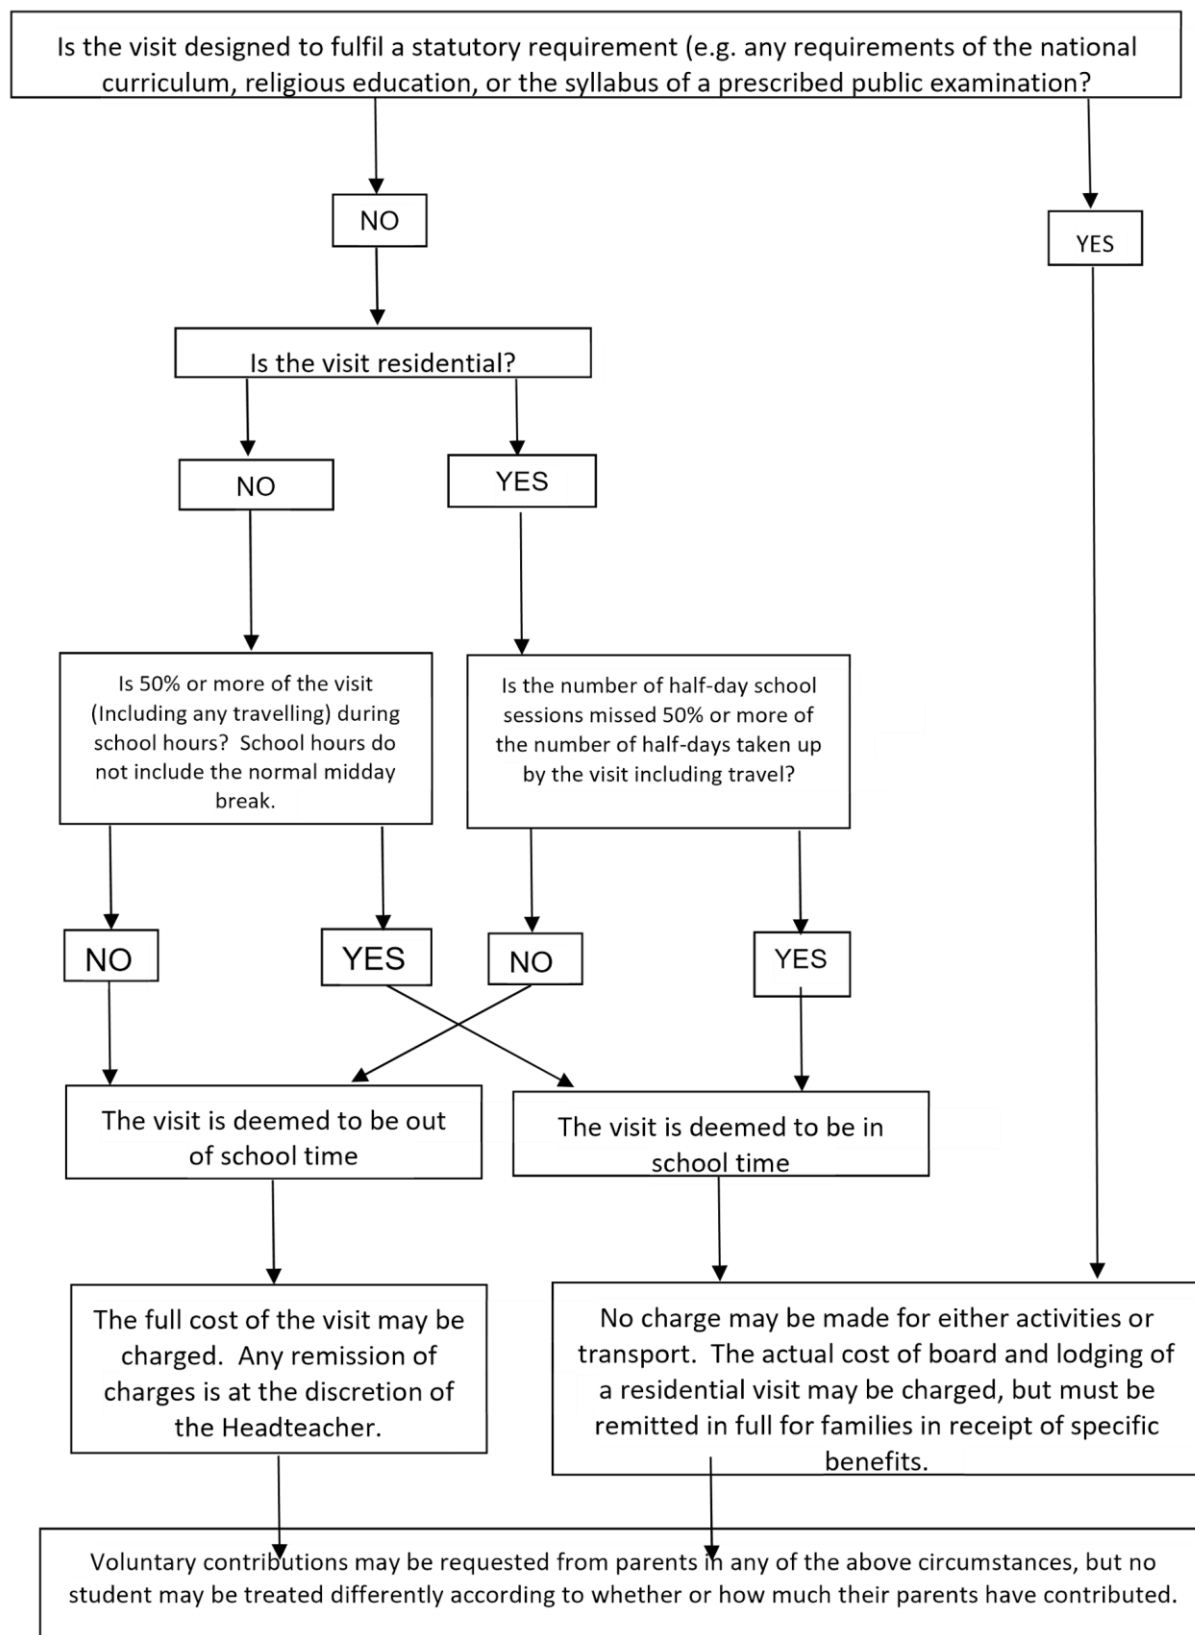 Is the visit designed to fulfil a statutory requirement (e.g. any requirements of the national
curriculum, religious education, or the syllabus of a prescribed public examination?
NO
YES
Is the visit residential?
NO
YES
Is 50% or more of the visit
(Including any travelling) during
school hours? School hours do
not include the normal midday
break.
Is the number of half-day school
sessions missed 50% or more of
the number of half-days taken up
by the visit including travel?
NO
YES
NO
YES
The visit is deemed to be out
of school time
The visit is deemed to be in
school time
The full cost of the visit may be
charged. Any remission of
charges is at the discretion of
the Headteacher.
No charge may be made for either activities or
transport. The actual cost of board and lodging of
a residential visit may be charged, but must be
remitted in full for families in receipt of specific
benefits.
Voluntary contributions may be requested from parents in any of the above circumstances, but no
student may be treated differently according to whether or how much their parents have contributed.